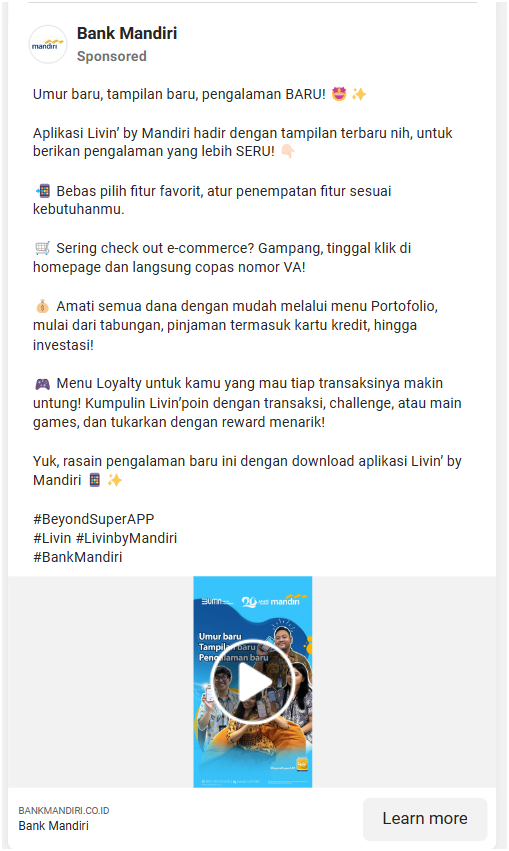 mandiri
Bank Mandiri
Sponsored
Umur baru, tampilan baru, pengalaman BARU! 🤩 ✨
Aplikasi Livin’ by Mandiri hadir dengan tampilan terbaru nih, untuk
berikan pengalaman yang lebih SERU! 👇🏻
📲 Bebas pilih fitur favorit, atur penempatan fitur sesuai
kebutuhanmu.
🛒 Sering check out e-commerce? Gampang, tinggal klik di
homepage dan langsung copas nomor VA!
💰 Amati semua dana dengan mudah melalui menu Portofolio,
mulai dari tabungan, pinjaman termasuk kartu kredit, hingga
investasi!
🎮 Menu Loyalty untuk kamu yang mau tiap transaksinya makin
untung! Kumpulin Livin’poin dengan transaksi, challenge, atau main
games, dan tukarkan dengan reward menarik!
Yuk, rasain pengalaman baru ini dengan download aplikasi Livin’ by
Mandiri 📱 ✨
#BeyondSuperAPP
#Livin #LivinbyMandiri
#BankMandiri
BUMN mandiri
Umur baru
Tampilan baru
Pengalaman baru
BANKMANDIRI.CO.ID
Bank Mandiri
Learn more